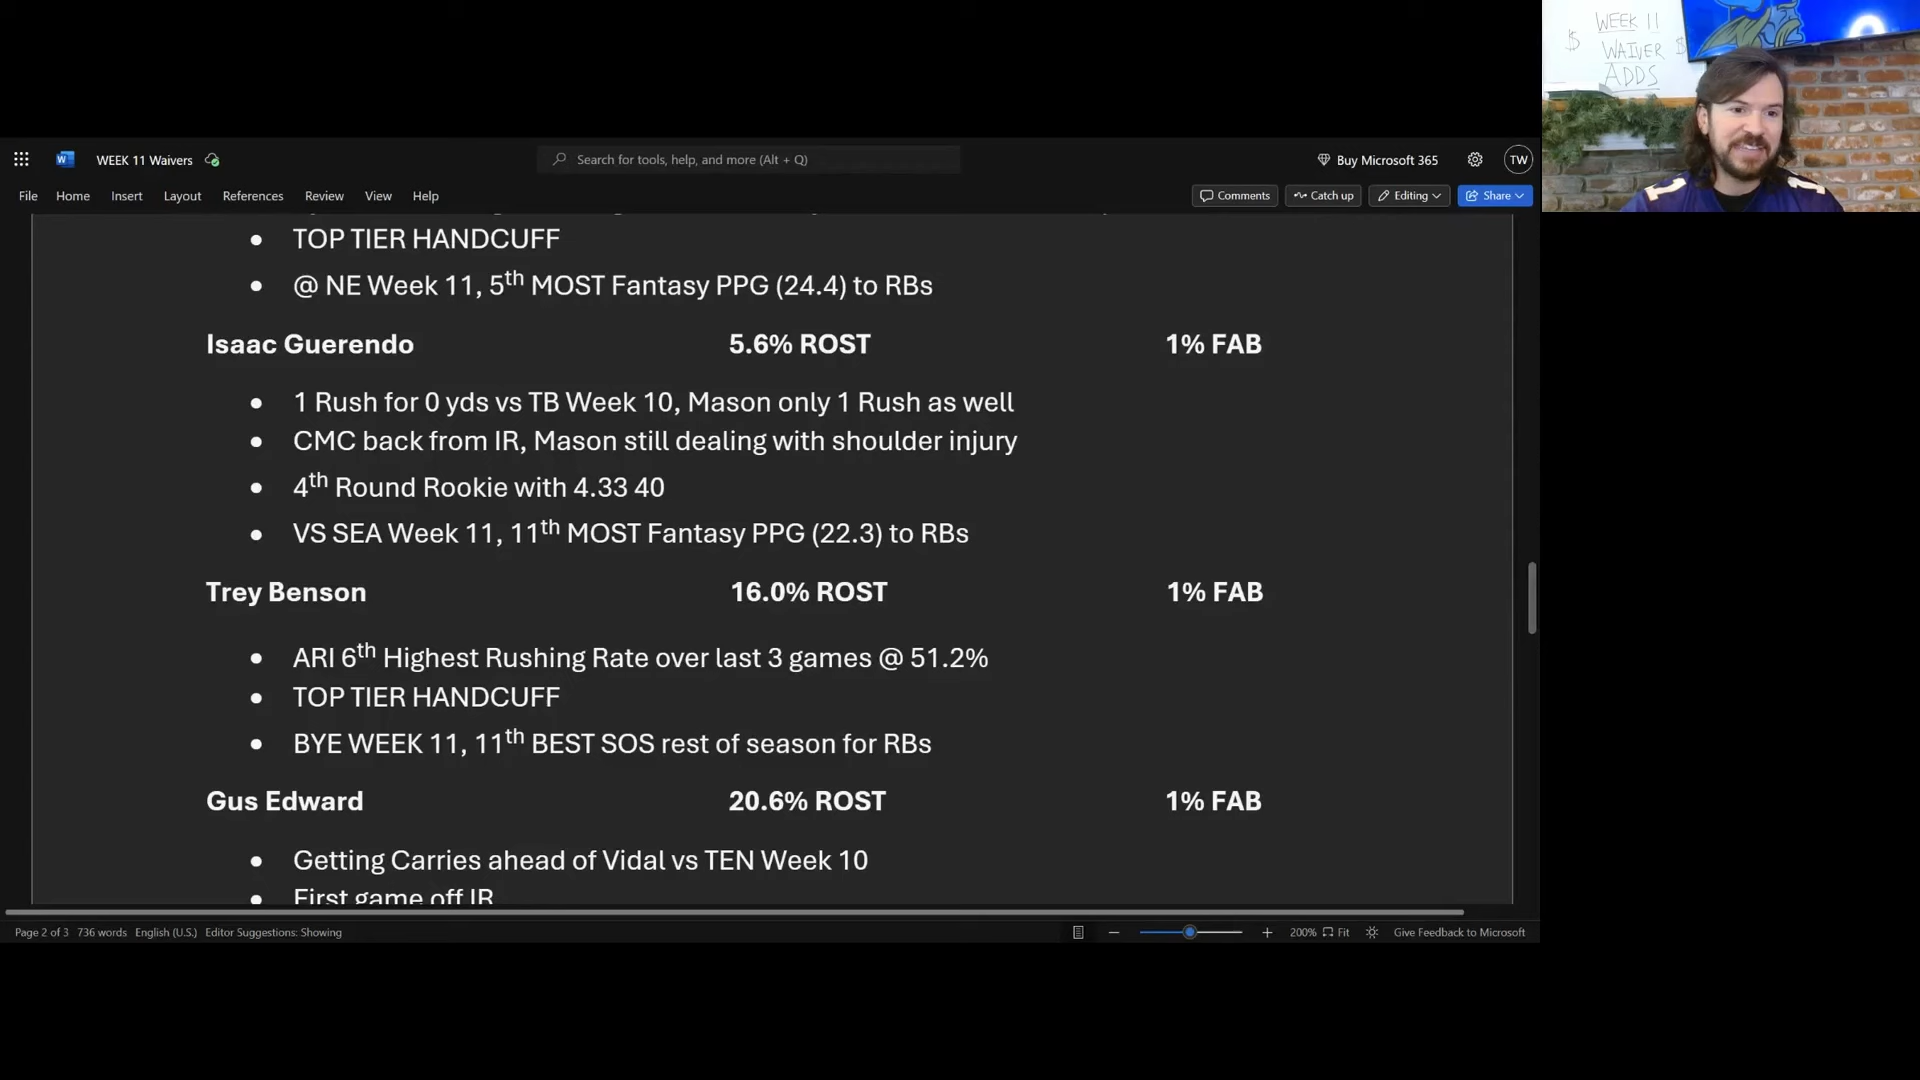 $ WEEK 11 $
WAIVER
ADDS
WEEK 11 Waivers
Search for tools, help, and more (Alt + Q)
Buy Microsoft 365
TW
File Home Insert Layout References Review View Help
Comments Catch up Editing Share
• TOP TIER HANDCUFF
• @ NE Week 11, 5th MOST Fantasy PPG (24.4) to RBs
Isaac Guerendo 5.6% ROST 1% FAB
• 1 Rush for 0 yds vs TB Week 10, Mason only 1 Rush as well
• CMC back from IR, Mason still dealing with shoulder injury
• 4th Round Rookie with 4.33 40
• VS SEA Week 11, 11th MOST Fantasy PPG (22.3) to RBs
Trey Benson 16.0% ROST 1% FAB
• ARI 6th Highest Rushing Rate over last 3 games @ 51.2%
• TOP TIER HANDCUFF
• BYE WEEK 11, 11th BEST SOS rest of season for RBs
Gus Edward 20.6% ROST 1% FAB
• Getting Carries ahead of Vidal vs TEN Week 10
• First game off IR
Page 2 of 3 736 words English (U.S.) Editor Suggestions: Showing
200% Fit Give Feedback to Microsoft